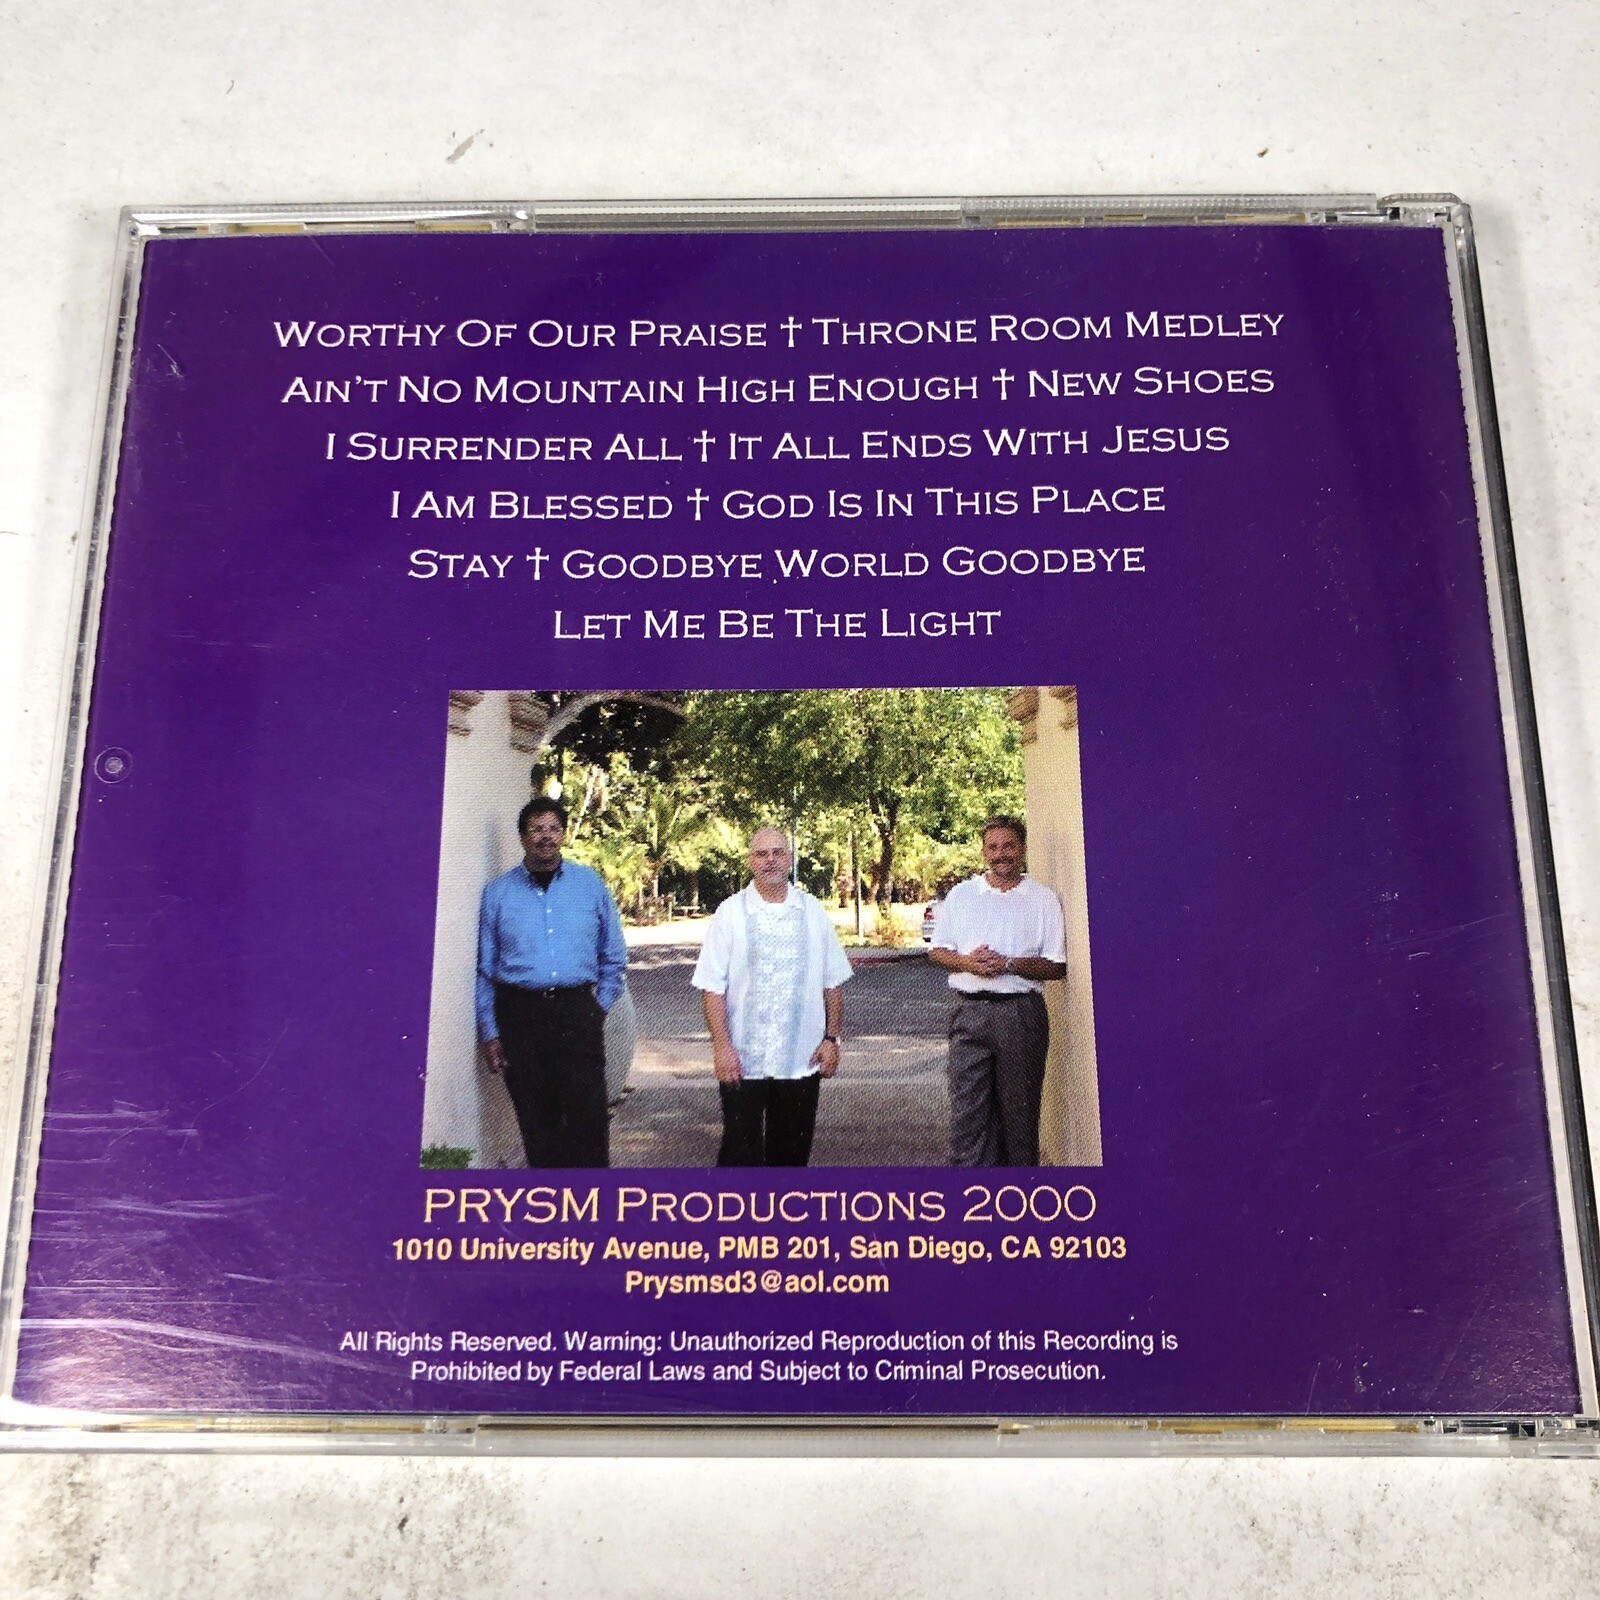 Worthy Of Our Praise † Throne Room Medley
Ain't No Mountain High Enough † New Shoes
I Surrender All † It All Ends With Jesus
I Am Blessed † God Is In This Place
Stay † Goodbye World Goodbye
Let Me Be The Light
PRYSM Productions 2000
1010 University Avenue, PMB 201, San Diego, CA 92103
Prysmsd3@aol.com
All Rights Reserved. Warning: Unauthorized Reproduction of this Recording is
Prohibited by Federal Laws and Subject to Criminal Prosecution.